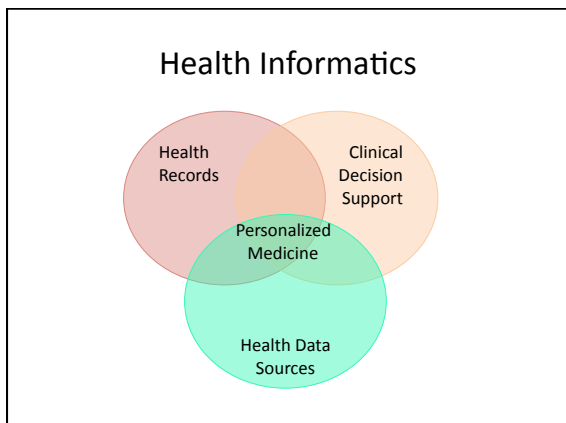 Health Informatics
Health
Records
Clinical
Decision
Support
Personalized
Medicine
Health Data
Sources